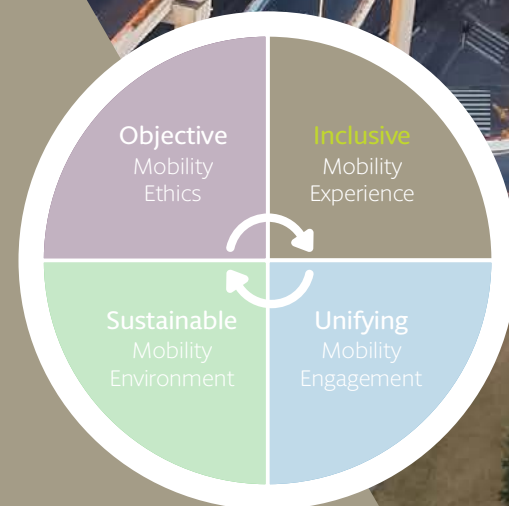 Objective
Mobility
Ethics
Inclusive
Mobility
Experience
Sustainable
Mobility
Environment
Unifying
Mobility
Engagement